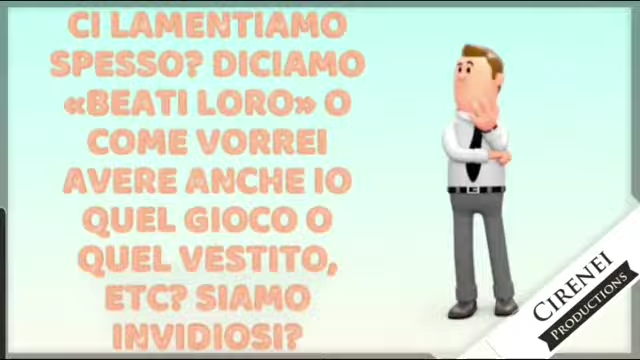 CI LAMENTIAMO
SPESSO? DICIAMO
«BEATI LORO» O
COME VORREI
AVERE ANCHE IO
QUEL GIOCO O
QUEL VESTITO,
ETC? SIAMO
INVIDIOSI?
CIRENEI
PRODUCTIONS